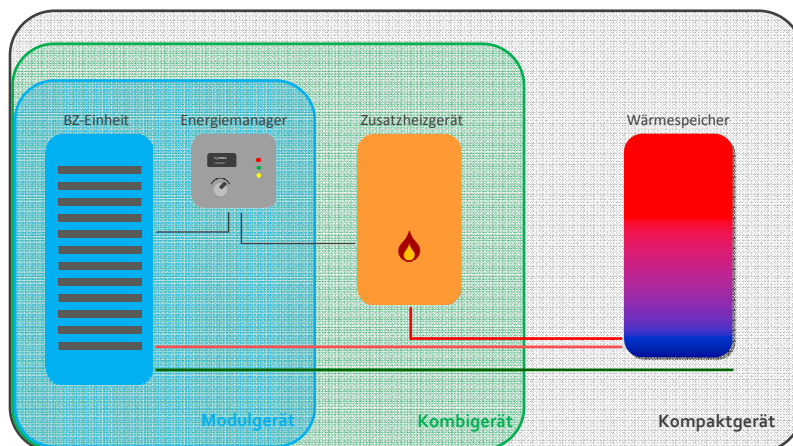 BZ-Einheit
Energiemanager
Zusatzheizgerät
Wärmespeicher
Modulgerät
Kombigerät
Kompaktgerät